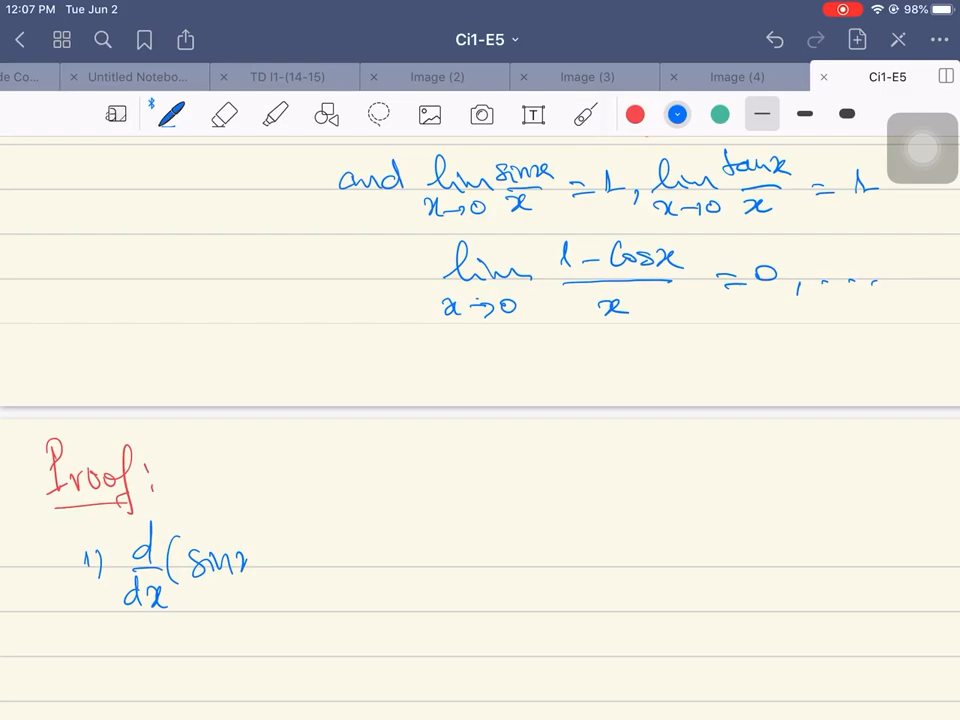 12:07 PM Tue Jun 2 98%
Ci1-E5
de Co... Untitled Notebo... TD I1-(14-15) Image (2) Image (3) Image (4) Ci1-E5
and lim x→0 sinx/x = 1, lim x→0 tanx/x = 1
lim x→0 1 - Cosx/x = 0, ....
Proof:
1) d/dx ( sinx